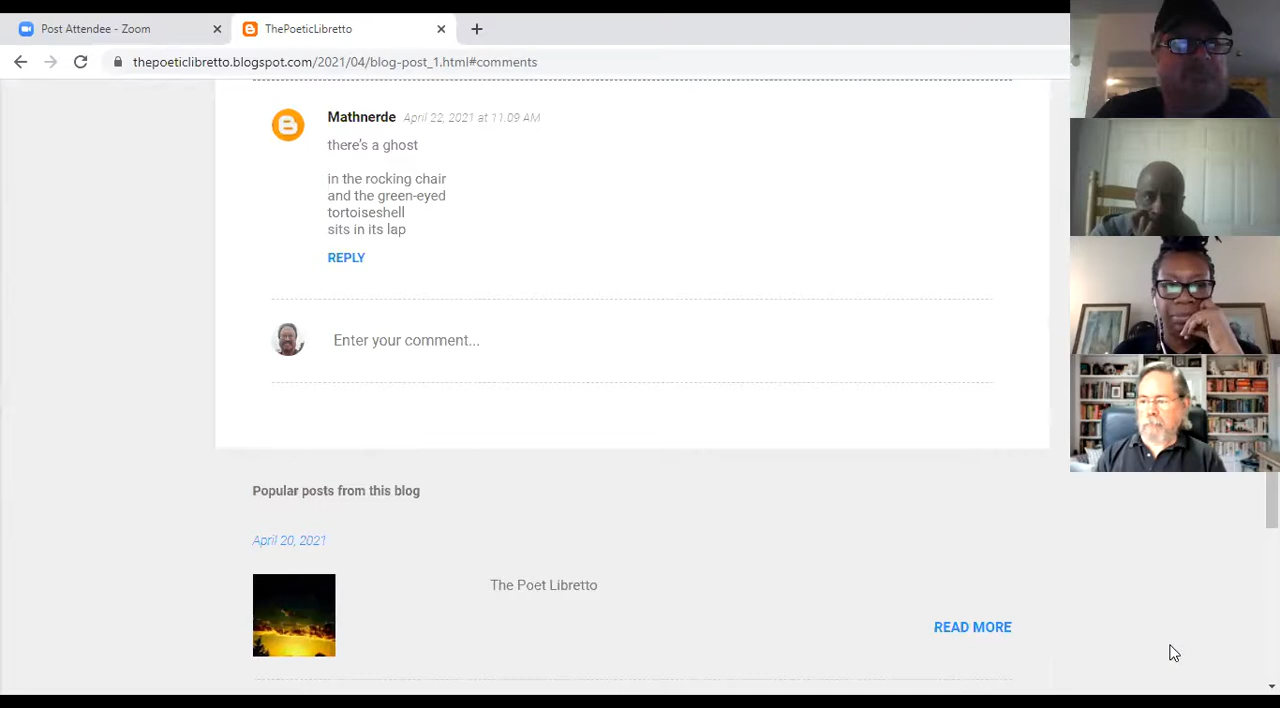 Post Attendee - Zoom
ThePoeticLibretto
thepoeticlibretto.blogspot.com/2021/04/blog-post_1.html#comments
Mathnerde April 22, 2021 at 11:09 AM
there's a ghost
in the rocking chair
and the green-eyed
tortoiseshell
sits in its lap
REPLY
Enter your comment...
Popular posts from this blog
April 20, 2021
The Poet Libretto
READ MORE